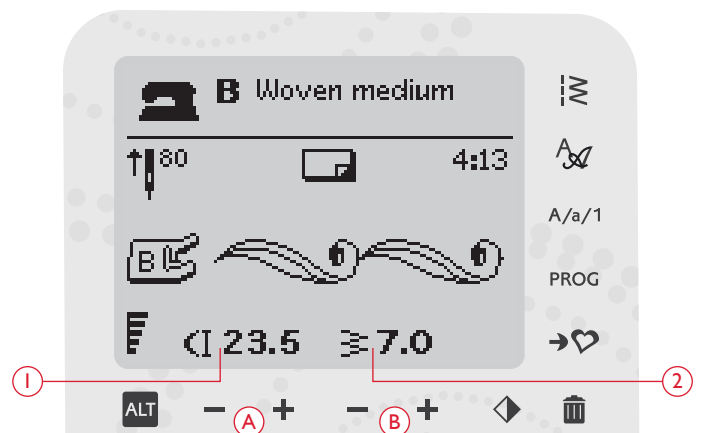 B Woven medium
80 4:13
B
23.5 7.0
A/a/1
PROG
1 2
ALT - A + - B +